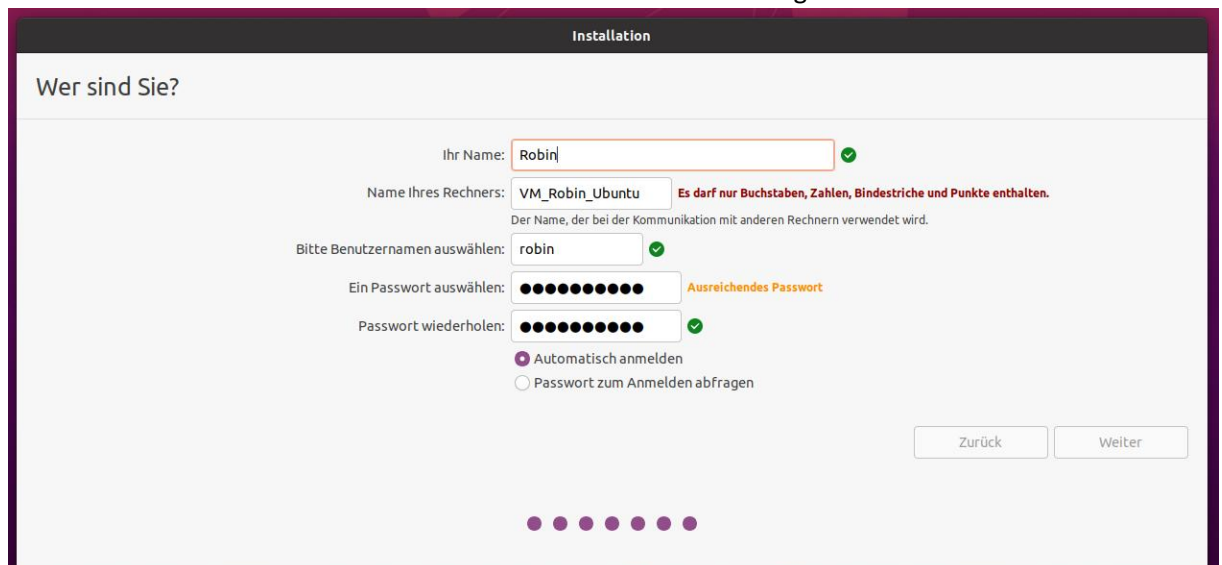 Installation
Wer sind Sie?
Ihr Name: Robin
Name Ihres Rechners: VM_Robin_Ubuntu Es darf nur Buchstaben, Zahlen, Bindestriche und Punkte enthalten.
Der Name, der bei der Kommunikation mit anderen Rechnern verwendet wird.
Bitte Benutzernamen auswählen: robin
Ein Passwort auswählen: ●●●●●●●●●● Ausreichendes Passwort
Passwort wiederholen: ●●●●●●●●●●
Automatisch anmelden
Passwort zum Anmelden abfragen
Zurück Weiter